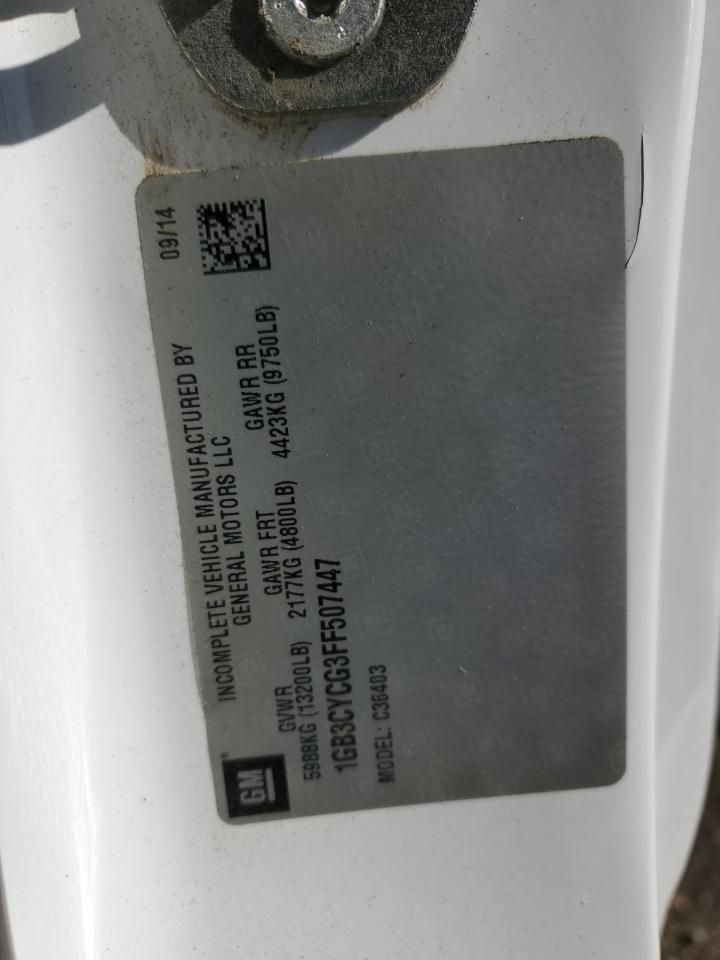 GM
INCOMPLETE VEHICLE MANUFACTURED BY
GENERAL MOTORS LLC
09/14
GVWR GAWR FRT GAWR RR
5988KG (13200LB) 2177KG (4800LB) 4423KG (9750LB)
1GB3CYCG3FF507447
MODEL: C36403